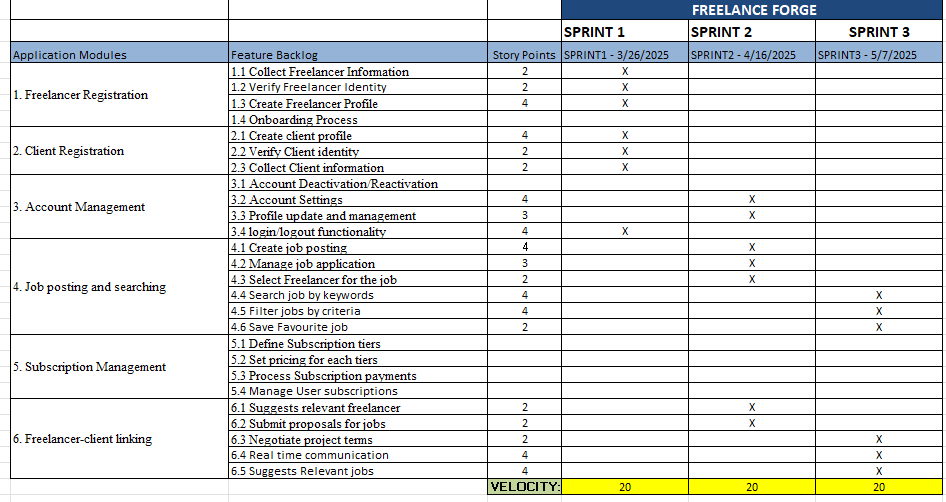 FREELANCE FORGE
SPRINT 1 SPRINT 2 SPRINT 3
Application Modules Feature Backlog Story Points SPRINT1 - 3/26/2025 SPRINT2 - 4/16/2025 SPRINT3 - 5/7/2025
1. Freelancer Registration
1.1 Collect Freelancer Information 2 X
1.2 Verify Freelancer Identity 2 X
1.3 Create Freelancer Profile 4 X
1.4 Onboarding Process
2. Client Registration
2.1 Create client profile 4 X
2.2 Verify Client identity 2 X
2.3 Collect Client information 2 X
3. Account Management
3.1 Account Deactivation/Reactivation
3.2 Account Settings 4 X
3.3 Profile update and management 3 X
3.4 login/logout functionality 4 X
4. Job posting and searching
4.1 Create job posting 4 X
4.2 Manage job application 3 X
4.3 Select Freelancer for the job 2 X
4.4 Search job by keywords 4 X
4.5 Filter jobs by criteria 4 X
4.6 Save Favourite job 2 X
5. Subscription Management
5.1 Define Subscription tiers
5.2 Set pricing for each tiers
5.3 Process Subscription payments
5.4 Manage User subscriptions
6. Freelancer-client linking
6.1 Suggests relevant freelancer 2 X
6.2 Submit proposals for jobs 2 X
6.3 Negotiate project terms 2 X
6.4 Real time communication 4 X
6.5 Suggests Relevant jobs 4 X
VELOCITY: 20 20 20